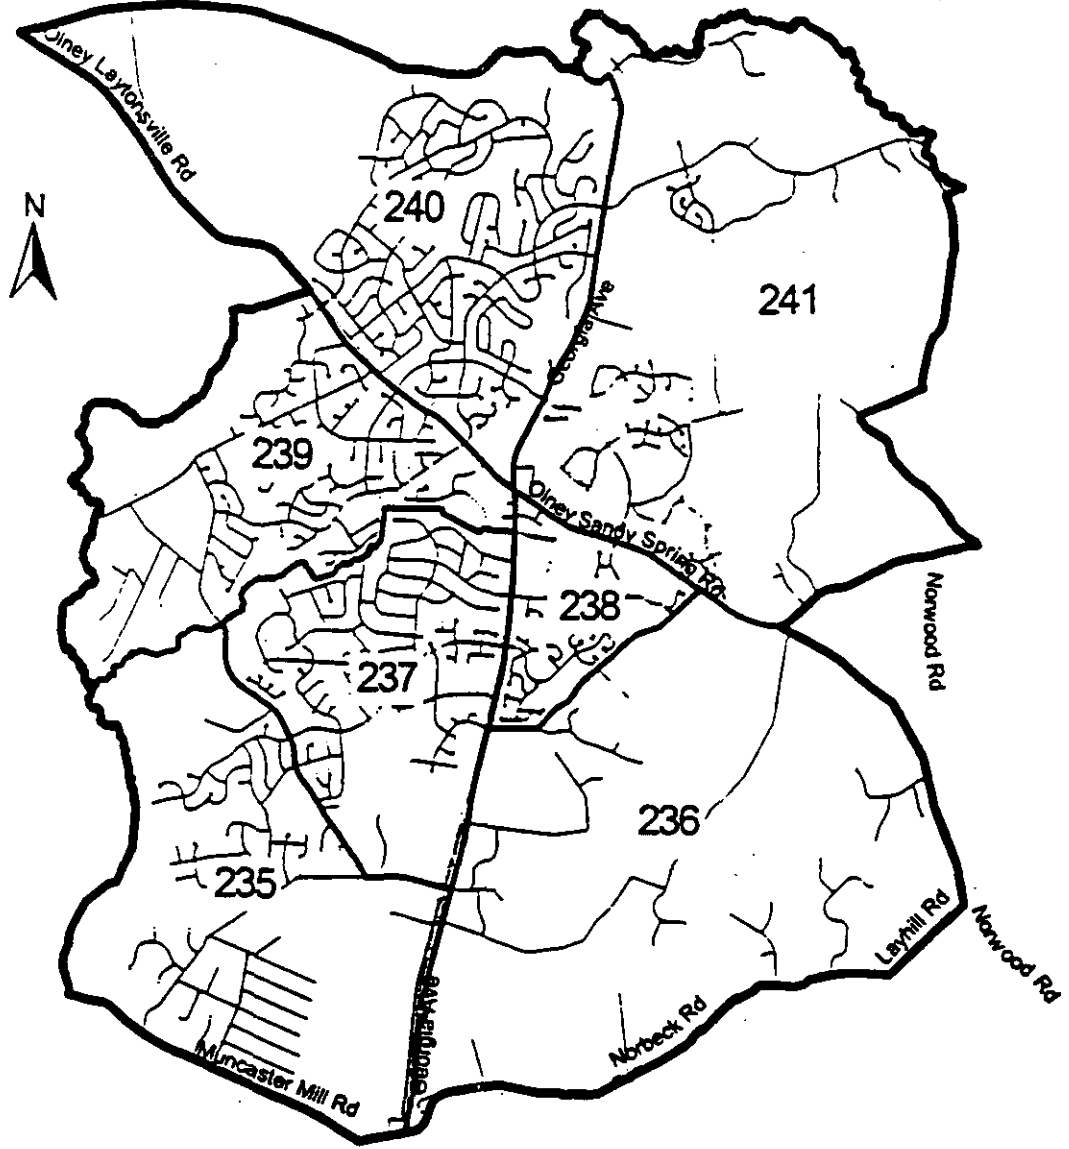 Olney Laytonsville Rd
N
240
241
Georgia Ave
239
Olney Sandy Spring Rd
238
Norwood Rd
237
236
235
Layhill Rd
Norwood Rd
Georgia Ave
Norbeck Rd
Muncaster Mill Rd